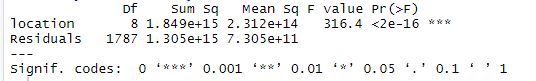 Df Sum Sq Mean Sq F value Pr(>F)
location 8 1.849e+15 2.312e+14 316.4 <2e-16 ***
Residuals 1787 1.305e+15 7.305e+11
---
Signif. codes: 0 ‘***’ 0.001 ‘**’ 0.01 ‘*’ 0.05 ‘.’ 0.1 ‘ ’ 1